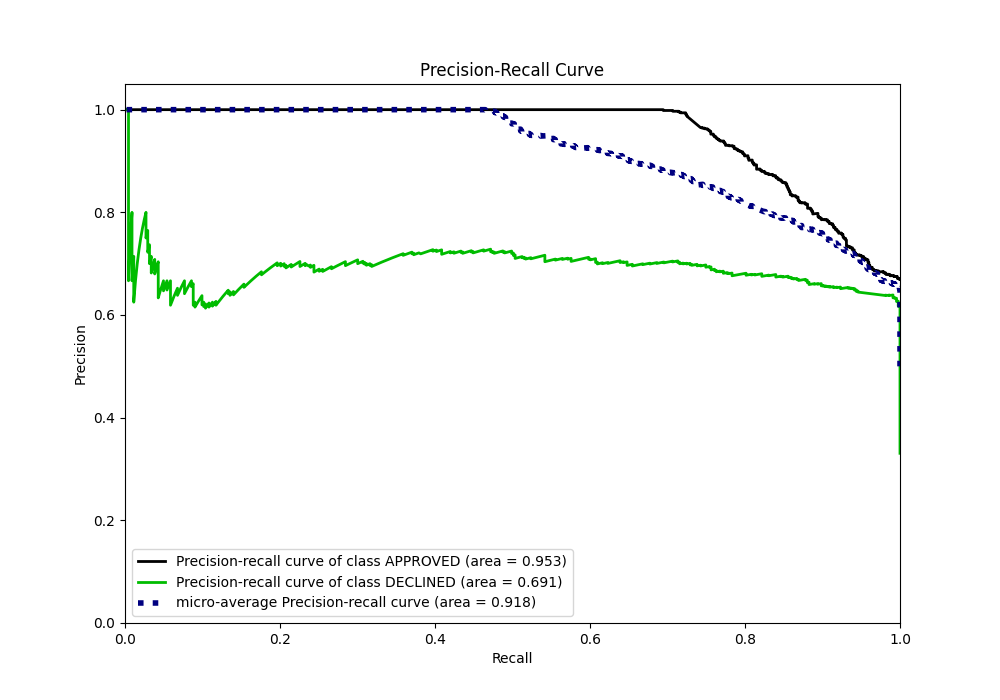 Precision-Recall Curve
1.0
0.8
0.6
0.4
0.2
0.0
Precision
Precision-recall curve of class APPROVED (area = 0.953)
Precision-recall curve of class DECLINED (area = 0.691)
micro-average Precision-recall curve (area = 0.918)
0.0 0.2 0.4 0.6 0.8 1.0
Recall